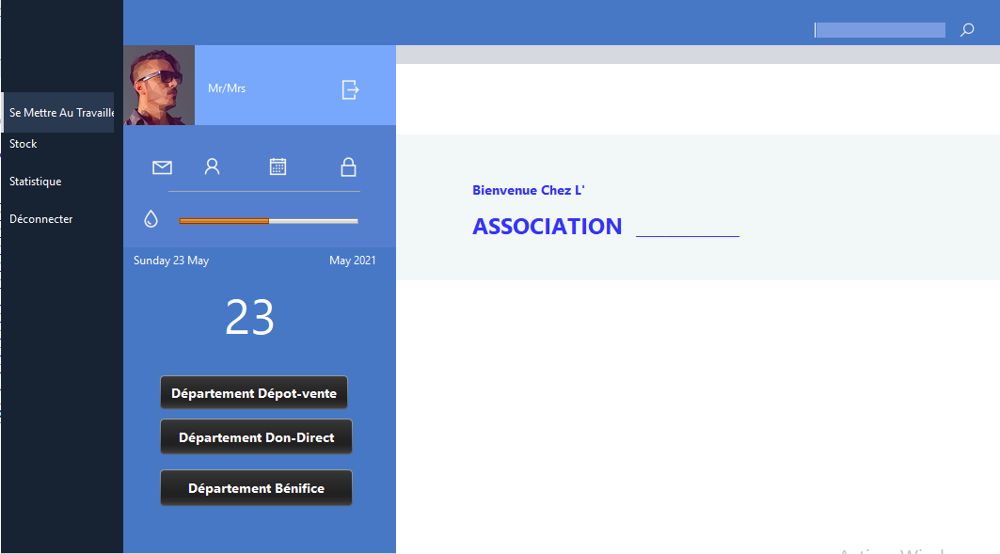 Se Mettre Au Travaille
Stock
Statistique
Déconnecter
Mr/Mrs
Sunday 23 May
May 2021
23
Département Dépot-vente
Département Don-Direct
Département Bénifice
Bienvenue Chez L'
ASSOCIATION